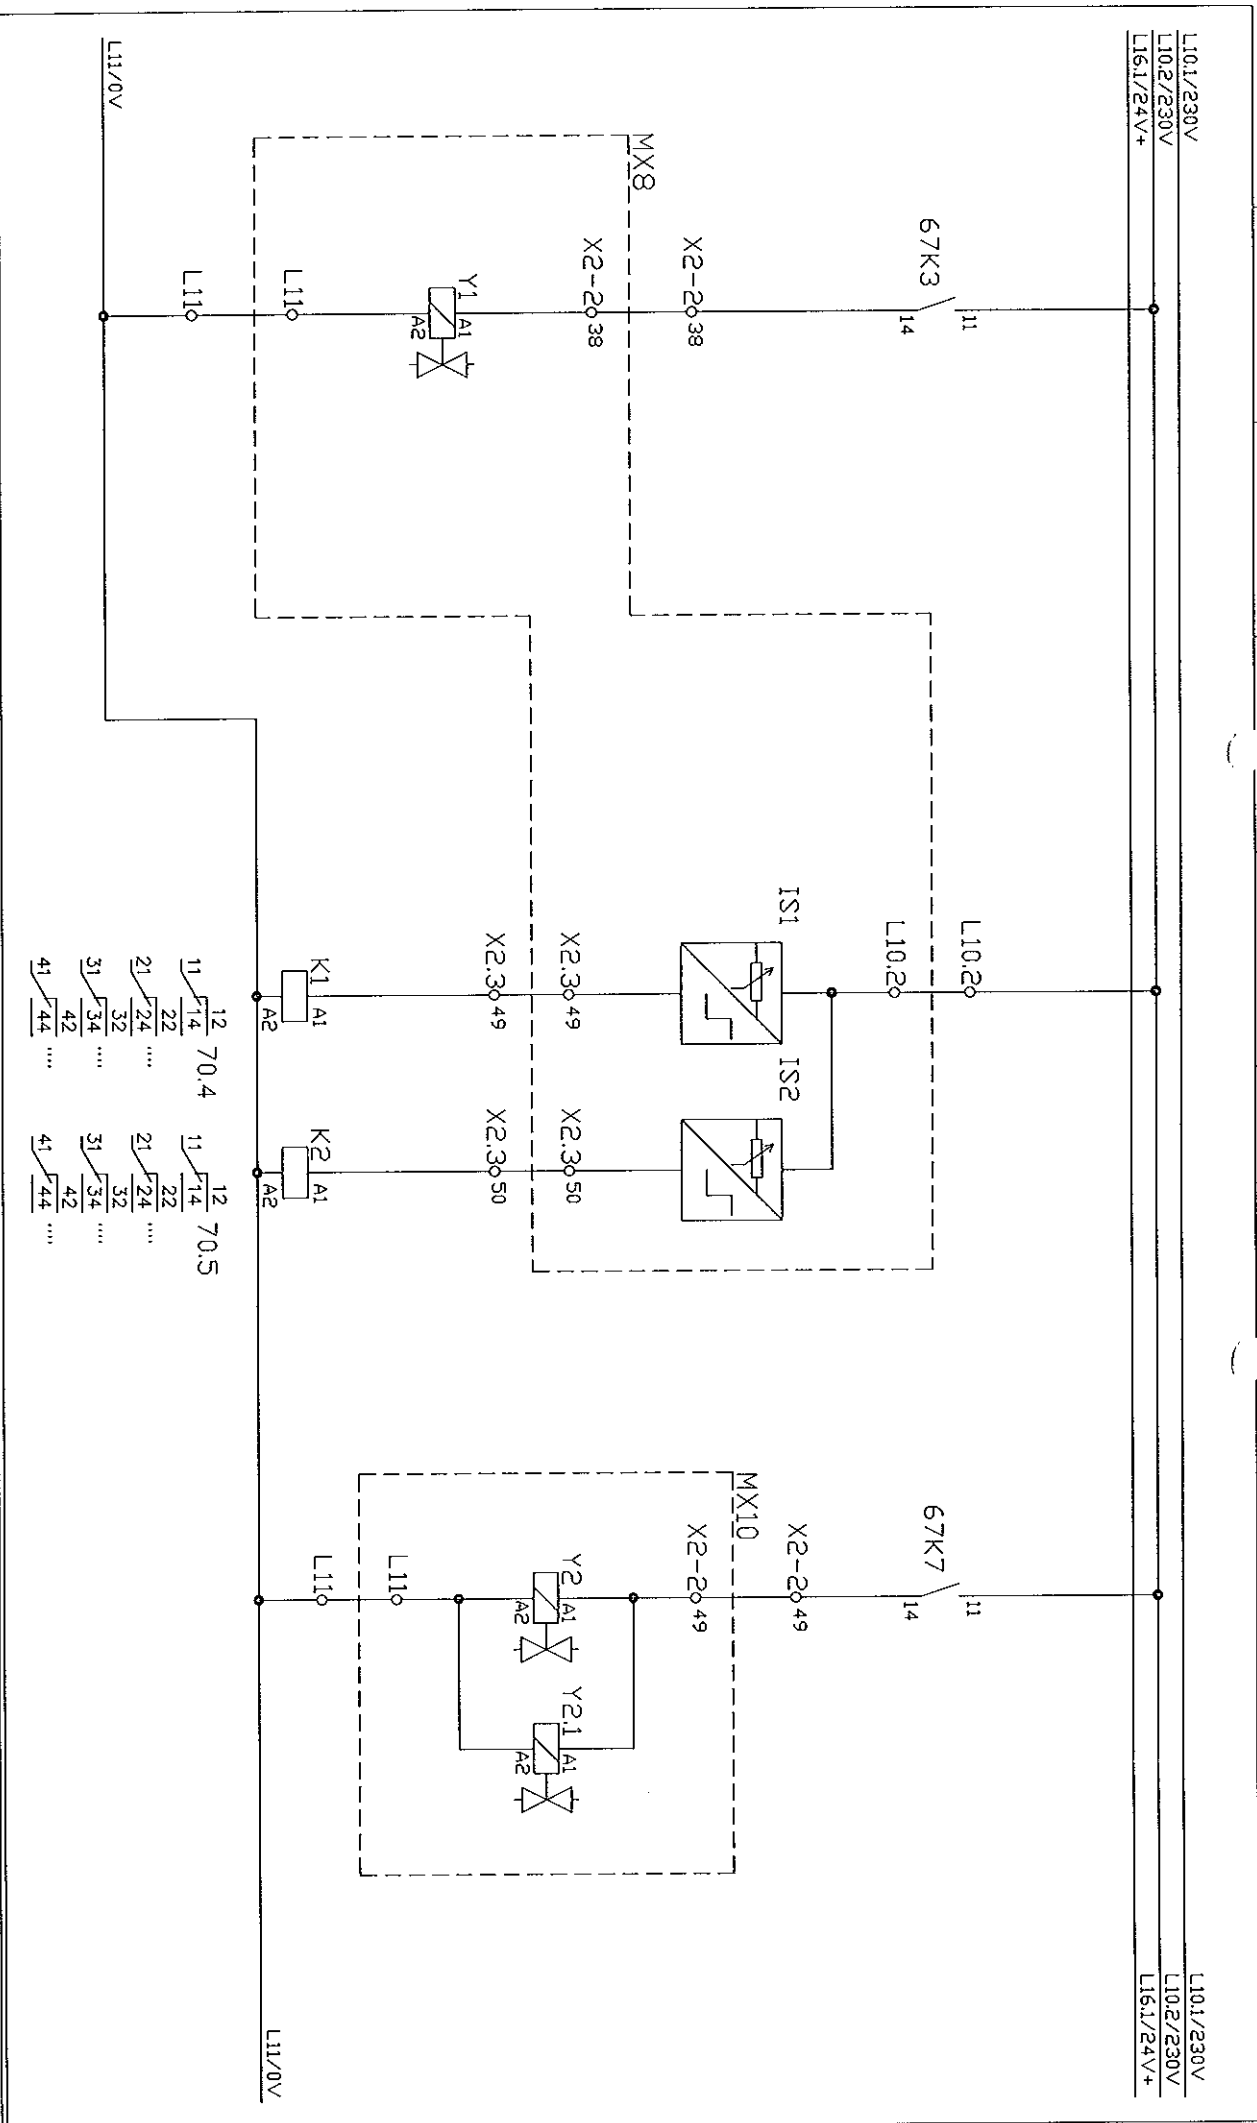 L10.1/230V
L10.2/230V
L16.1/24V+
L10.1/230V
L10.2/230V
L16.1/24V+
67K3
11
14
X2-2 38
MX8
X2-2 38
Y1
A1
A2
L11
L11
L11/0V
L10.2
L10.2
IS1
IS2
X2.3 49
X2.3 50
X2.3 49
X2.3 50
K1
A1
A2
K2
A1
A2
12
11 14 70.4
22
21 24 ....
32
31 34 ....
42
41 44 ....
12
11 14 70.5
22
21 24 ....
32
31 34 ....
42
41 44 ....
67K7
11
14
X2-2 49
MX10
X2-2 49
Y2
A1
A2
Y2.1
A1
A2
L11
L11
L11/0V